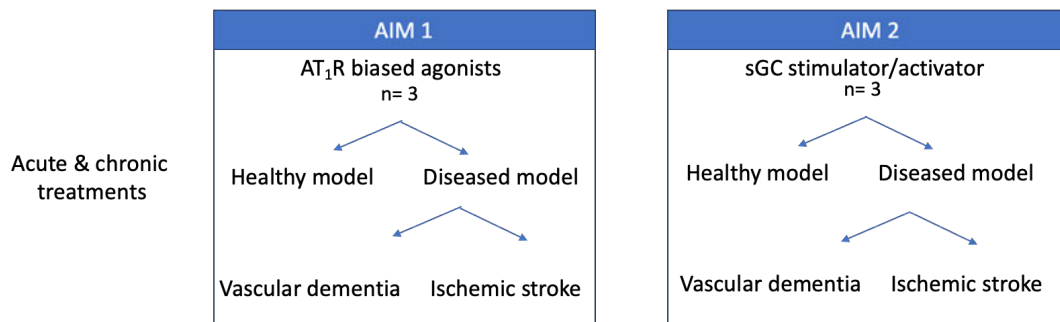 AIM 1
AT₁R biased agonists
n= 3
Healthy model
Diseased model
Vascular dementia
Ischemic stroke
AIM 2
sGC stimulator/activator
n= 3
Healthy model
Diseased model
Vascular dementia
Ischemic stroke
Acute & chronic
treatments